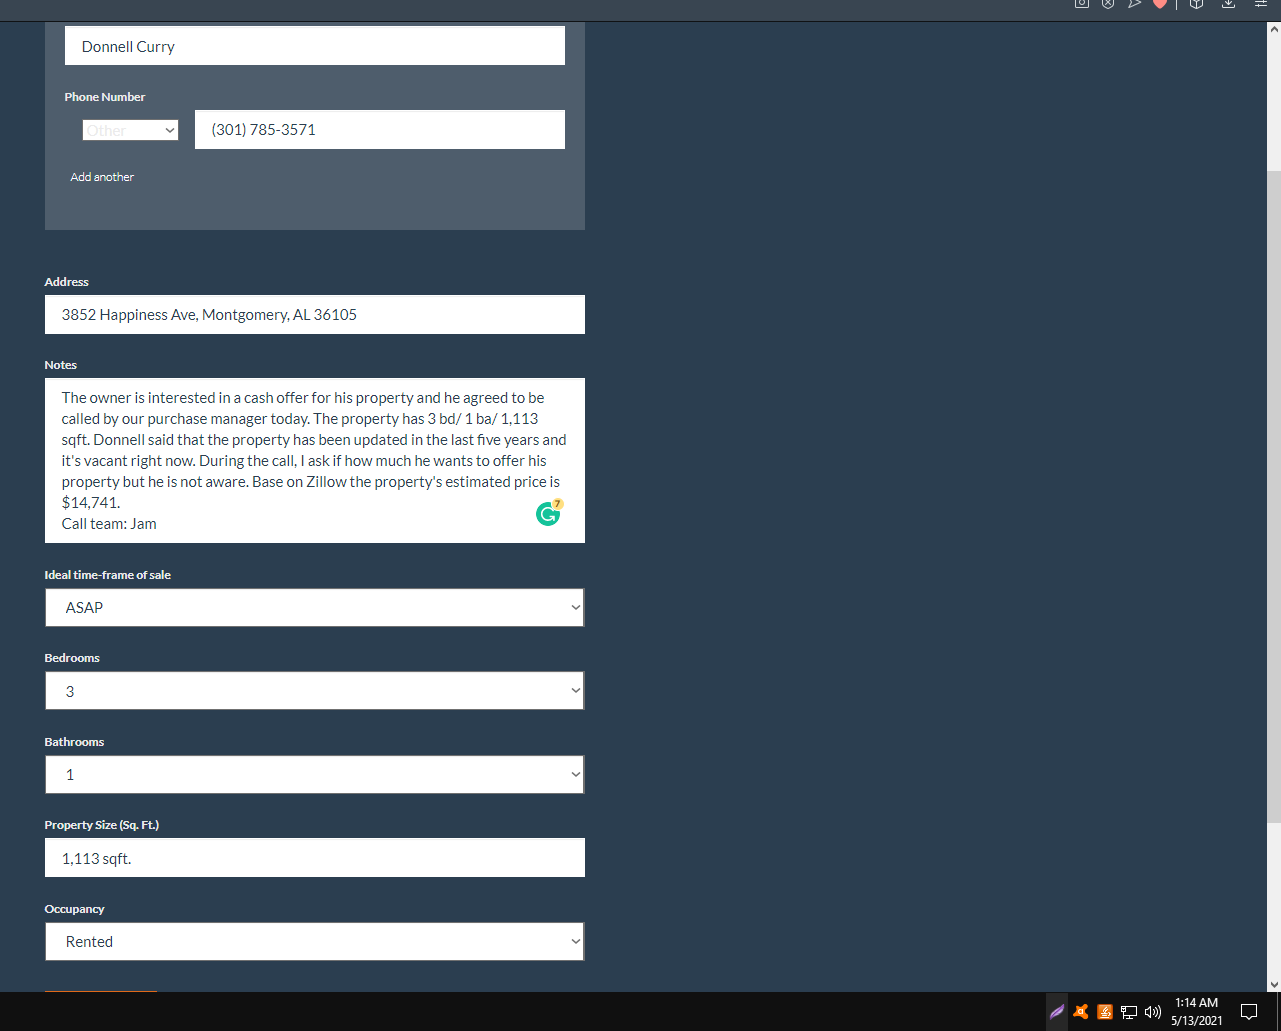 Donnell Curry
Phone Number
Other
(301) 785-3571
Add another
Address
3852 Happiness Ave, Montgomery, AL 36105
Notes
The owner is interested in a cash offer for his property and he agreed to be
called by our purchase manager today. The property has 3 bd/ 1 ba/ 1,113
sqft. Donnell said that the property has been updated in the last five years and
it's vacant right now. During the call, I ask if how much he wants to offer his
property but he is not aware. Base on Zillow the property's estimated price is
$14,741.
7
Call team: Jam
Ideal time-frame of sale
ASAP
Bedrooms
3
Bathrooms
1
Property Size (Sq. Ft.)
1,113 sqft.
Occupancy
Rented
1:14 AM
5/13/2021